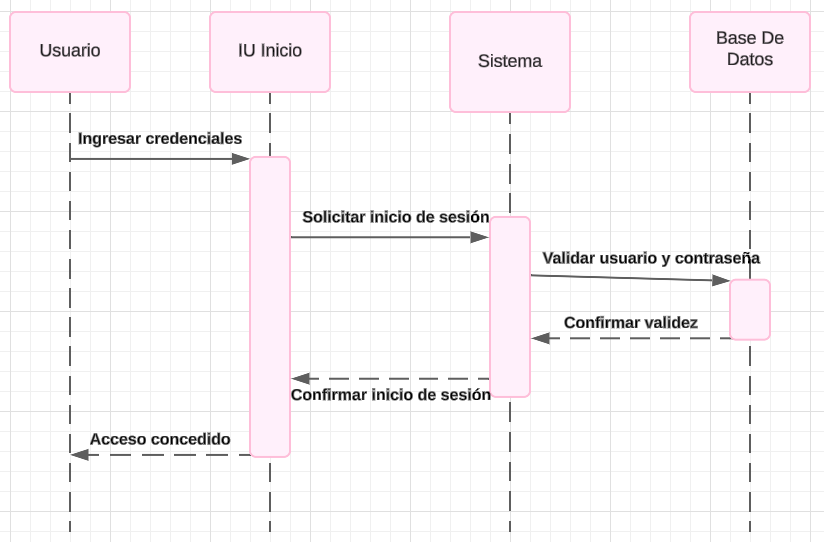 Usuario
IU Inicio
Sistema
Base De
Datos
Ingresar credenciales
Solicitar inicio de sesión
Validar usuario y contraseña
Confirmar validez
Confirmar inicio de sesión
Acceso concedido